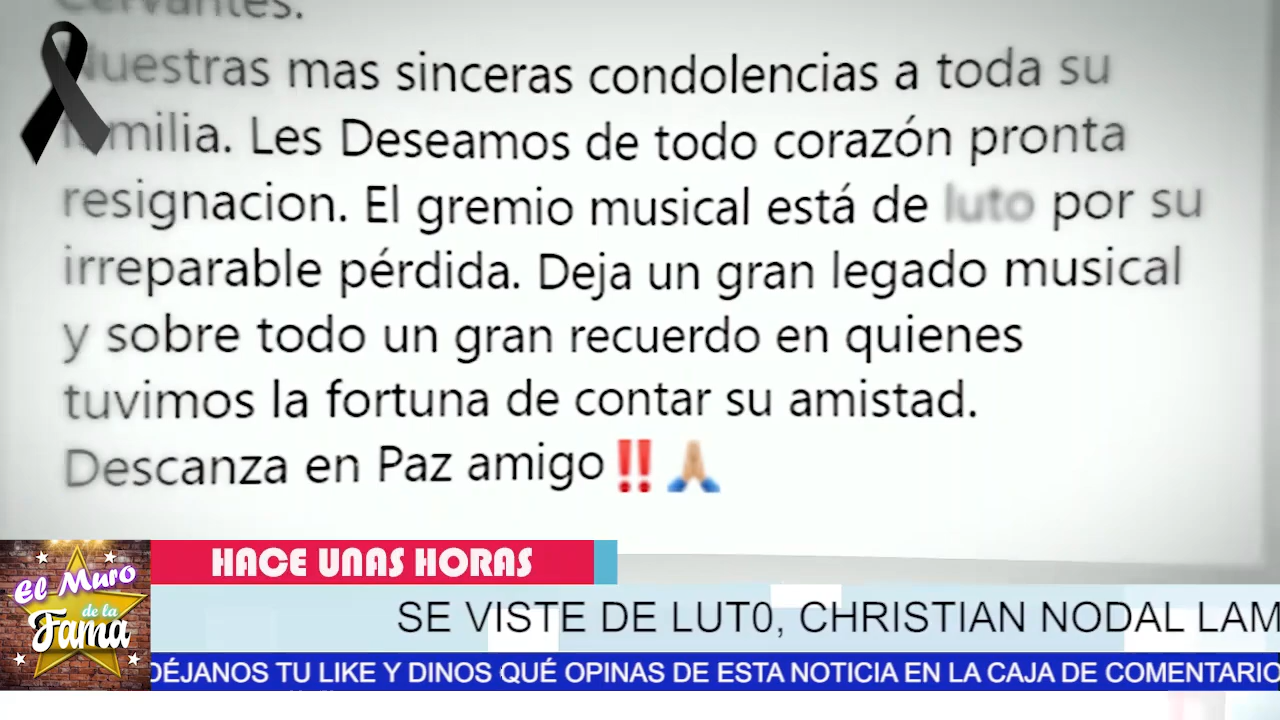 Cervantes.
Nuestras mas sinceras condolencias a toda su
familia. Les Deseamos de todo corazón pronta
resignacion. El gremio musical está de luto por su
irreparable pérdida. Deja un gran legado musical
y sobre todo un gran recuerdo en quienes
tuvimos la fortuna de contar su amistad.
Descanza en Paz amigo‼️🙏🏼
HACE UNAS HORAS
El Muro
de la
Fama
SE VISTE DE LUT0, CHRISTIAN NODAL LAM
DÉJANOS TU LIKE Y DINOS QUÉ OPINAS DE ESTA NOTICIA EN LA CAJA DE COMENTARIO